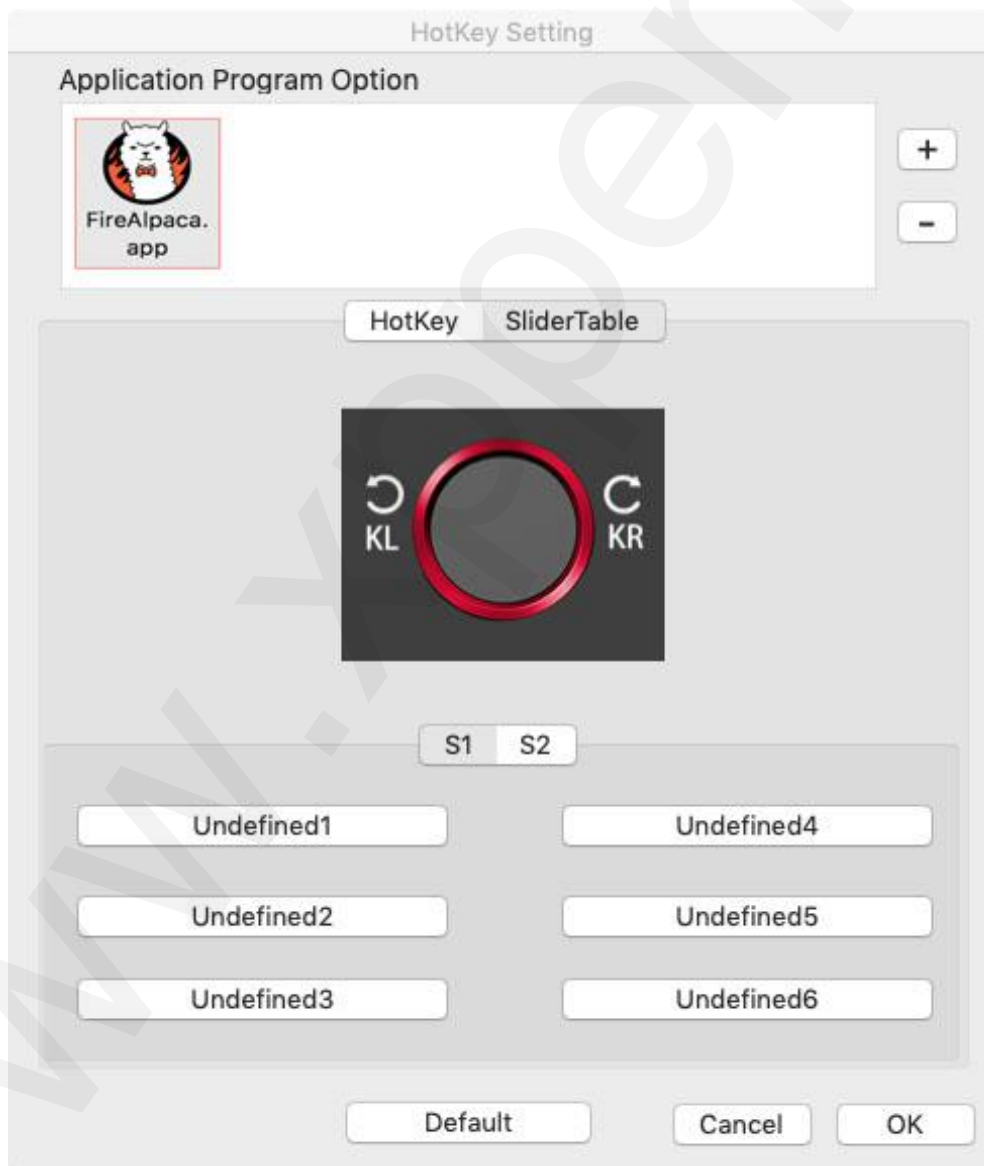 HotKey Setting
Application Program Option
+
FireAlpaca.
app
-
HotKey SliderTable
KL KR
S1 S2
Undefined1 Undefined4
Undefined2 Undefined5
Undefined3 Undefined6
Default Cancel OK